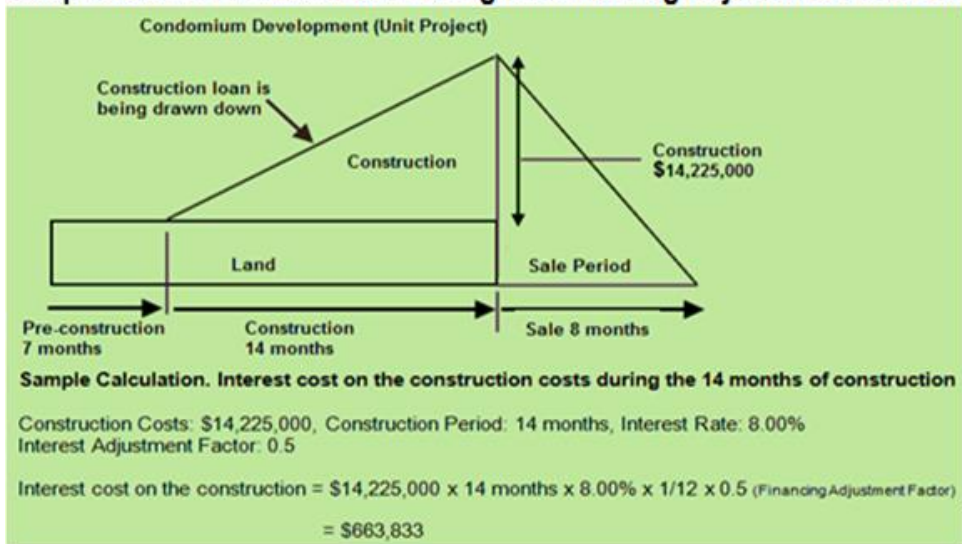 Condomium Development (Unit Project)
Construction loan is
being drawn down
Construction
Construction
$14,225,000
Land
Sale Period
Pre-construction
7 months
Construction
14 months
Sale 8 months
Sample Calculation. Interest cost on the construction costs during the 14 months of construction
Construction Costs: $14,225,000, Construction Period: 14 months, Interest Rate: 8.00%
Interest Adjustment Factor: 0.5
Interest cost on the construction = $14,225,000 x 14 months x 8.00% x 1/12 x 0.5 (Financing Adjustment Factor)
= $663,833